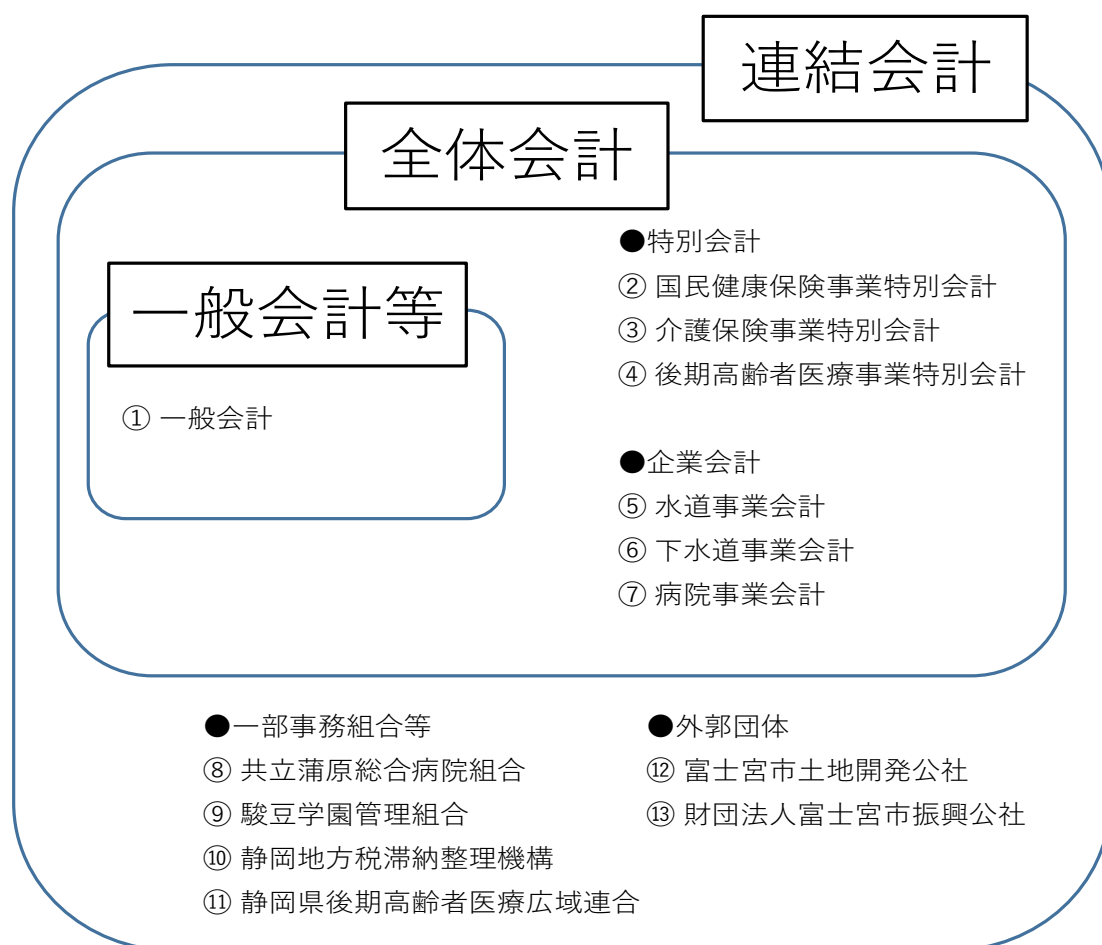 連結会計
全体会計
一般会計等
① 一般会計
●特別会計
② 国民健康保険事業特別会計
③ 介護保険事業特別会計
④ 後期高齢者医療事業特別会計
●企業会計
⑤ 水道事業会計
⑥ 下水道事業会計
⑦ 病院事業会計
●一部事務組合等
⑧ 共立蒲原総合病院組合
⑨ 駿豆学園管理組合
⑩ 静岡地方税滞納整理機構
⑪ 静岡県後期高齢者医療広域連合
●外郭団体
⑫ 富士宮市土地開発公社
⑬ 財団法人富士宮市振興公社